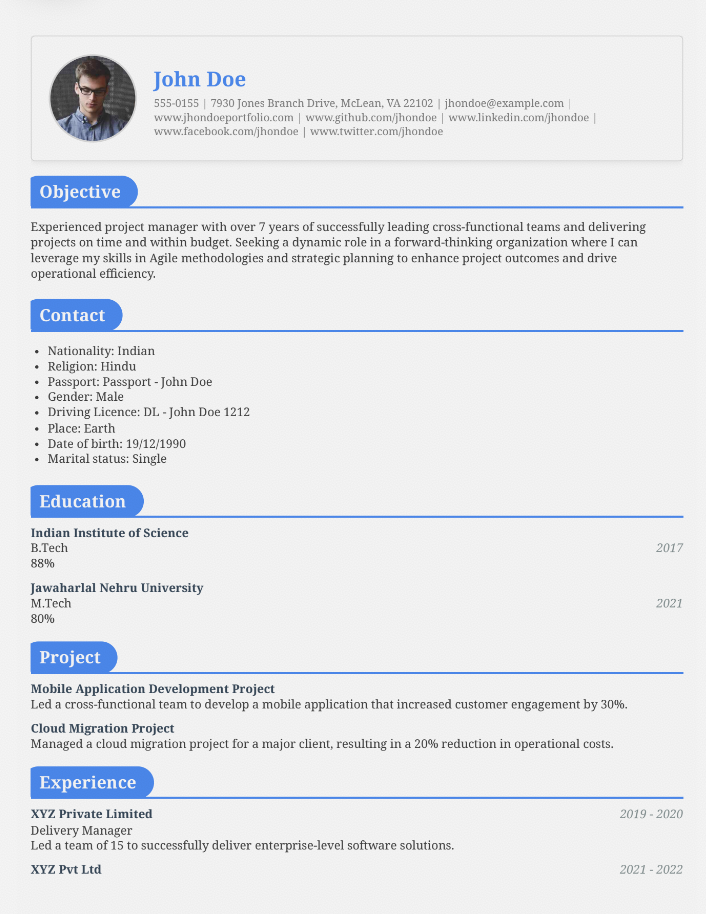 John Doe
555-0155 | 7930 Jones Branch Drive, McLean, VA 22102 | jhondoe@example.com |
www.jhondoeportfolio.com | www.github.com/jhondoe | www.linkedin.com/jhondoe |
www.facebook.com/jhondoe | www.twitter.com/jhondoe
Objective
Experienced project manager with over 7 years of successfully leading cross-functional teams and delivering
projects on time and within budget. Seeking a dynamic role in a forward-thinking organization where I can
leverage my skills in Agile methodologies and strategic planning to enhance project outcomes and drive
operational efficiency.
Contact
• Nationality: Indian
• Religion: Hindu
• Passport: Passport - John Doe
• Gender: Male
• Driving Licence: DL - John Doe 1212
• Place: Earth
• Date of birth: 19/12/1990
• Marital status: Single
Education
Indian Institute of Science
B.Tech 2017
88%
Jawaharlal Nehru University
M.Tech 2021
80%
Project
Mobile Application Development Project
Led a cross-functional team to develop a mobile application that increased customer engagement by 30%.
Cloud Migration Project
Managed a cloud migration project for a major client, resulting in a 20% reduction in operational costs.
Experience
XYZ Private Limited 2019 - 2020
Delivery Manager
Led a team of 15 to successfully deliver enterprise-level software solutions.
XYZ Pvt Ltd 2021 - 2022